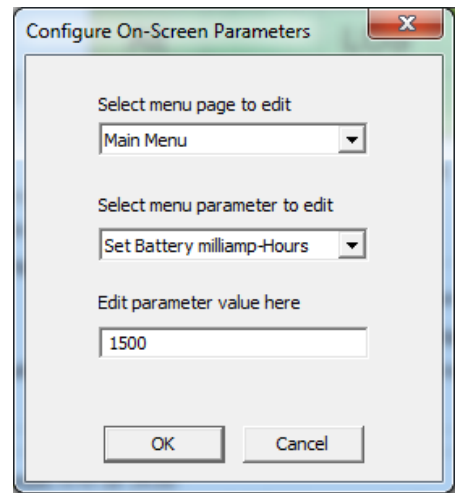 Configure On-Screen Parameters
Select menu page to edit
Main Menu
Select menu parameter to edit
Set Battery milliamp-Hours
Edit parameter value here
1500
OK
Cancel